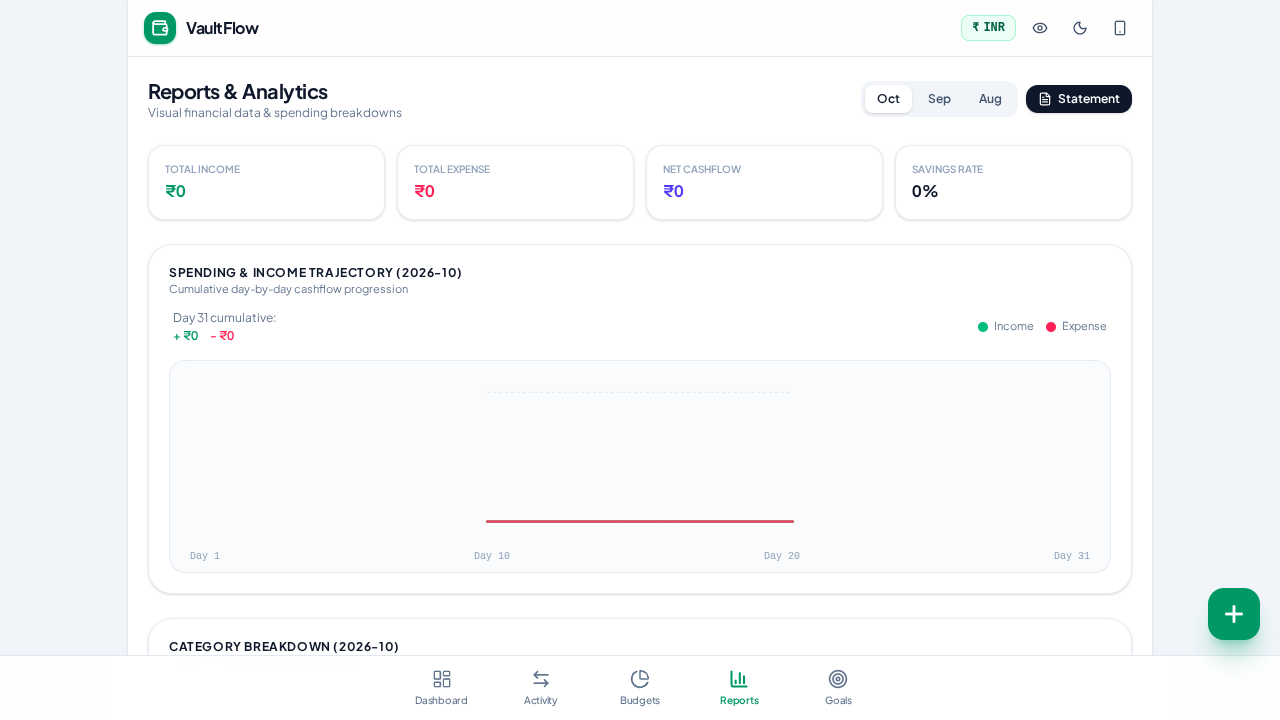 VaultFlow
₹ INR
Reports & Analytics
Visual financial data & spending breakdowns
Oct
Sep
Aug
Statement
TOTAL INCOME
₹0
TOTAL EXPENSE
₹0
NET CASHFLOW
₹0
SAVINGS RATE
0%
SPENDING & INCOME TRAJECTORY (2026-10)
Cumulative day-by-day cashflow progression
Day 31 cumulative:
+ ₹0 - ₹0
Income
Expense
Day 1
Day 10
Day 20
Day 31
CATEGORY BREAKDOWN (2026-10)
Dashboard
Activity
Budgets
Reports
Goals